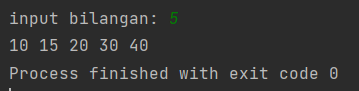 input bilangan: 5
10 15 20 30 40
Process finished with exit code 0